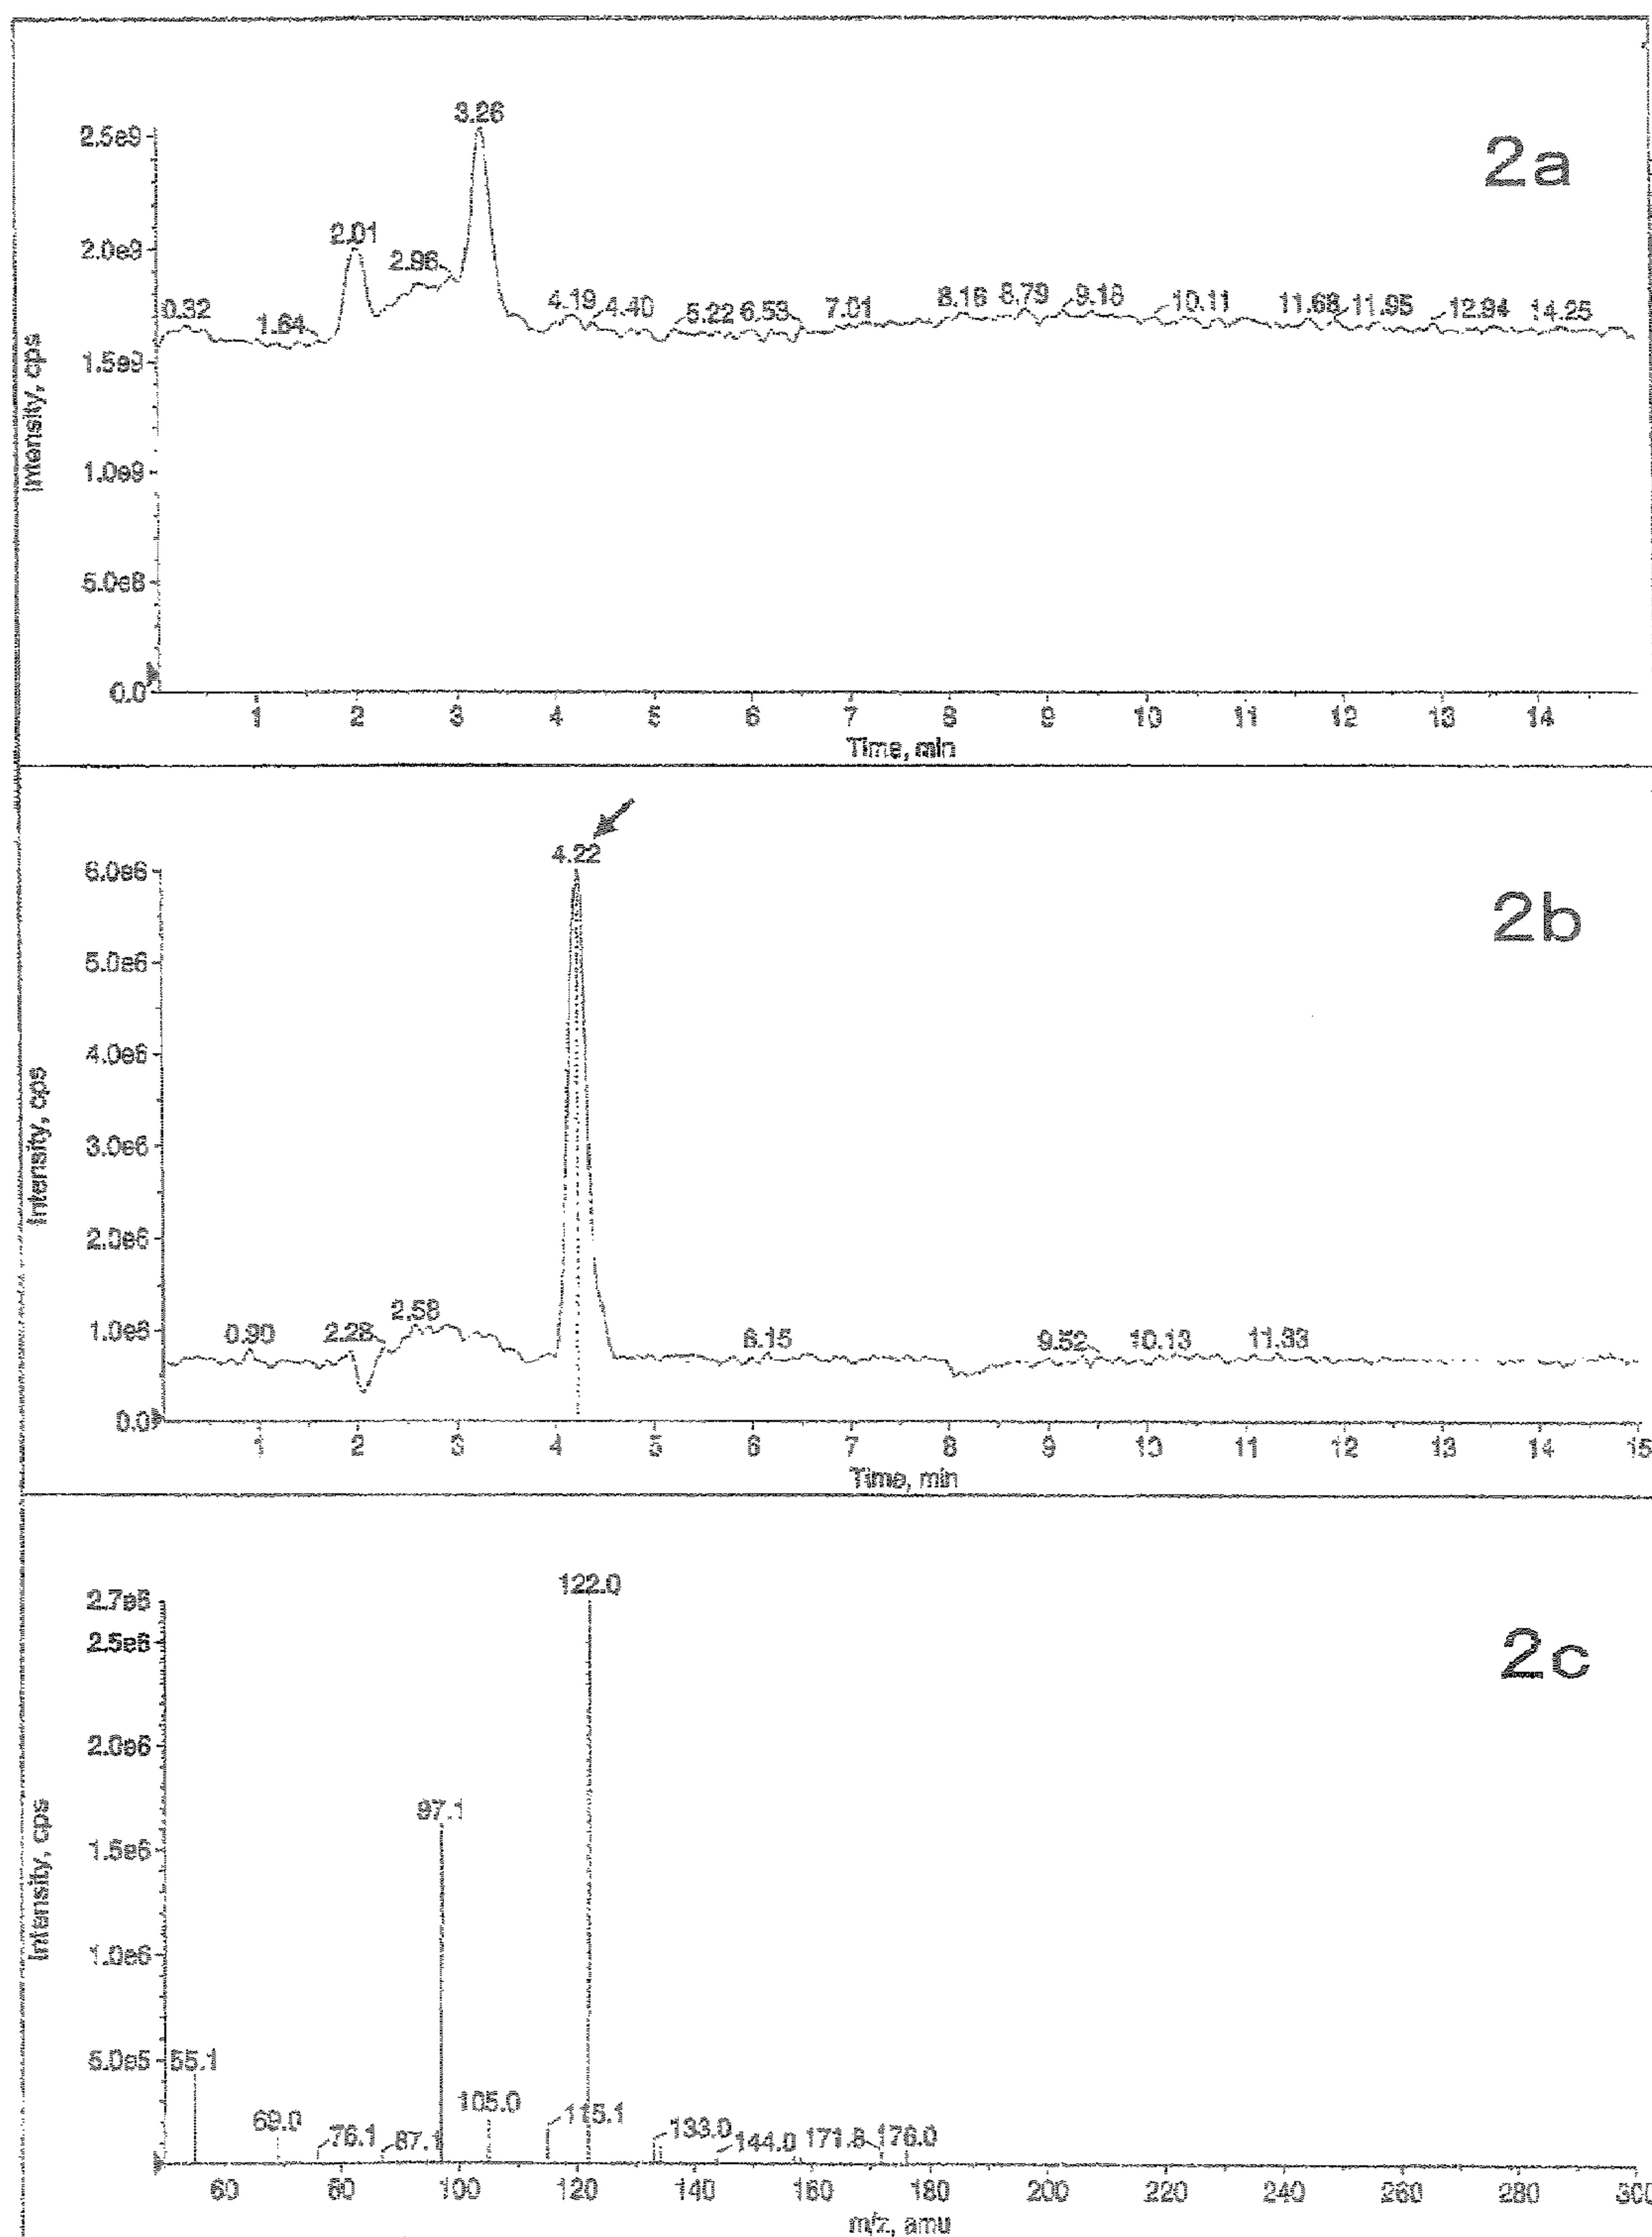 2a
3.26
2.5e9
2.01
2.0e9
2.96
0.32
1.64
4.19
4.40
5.22
6.53
7.01
8.16
8.79
9.18
10.11
11.68
11.95
12.94
14.25
1.5e9
1.0e9
5.0e8
0.0
Intensity, cps
1 2 3 4 5 6 7 8 9 10 11 12 13 14
Time, min
2b
4.22
6.0e6
5.0e6
4.0e6
3.0e6
2.0e6
1.0e6
0.90
2.28
2.58
6.15
9.52
10.13
11.33
0.0
Intensity, cps
1 2 3 4 5 6 7 8 9 10 11 12 13 14 15
Time, min
2c
122.0
2.7e6
2.5e6
2.0e6
97.1
1.5e6
1.0e6
5.0e5
55.1
69.0
76.1
87.1
105.0
115.1
133.0
144.0
171.8
176.0
Intensity, cps
60 80 100 120 140 160 180 200 220 240 260 280 300
m/z, amu